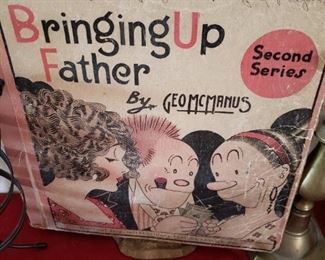 Bringing Up
Father
Second
Series
By GEO McMANUS